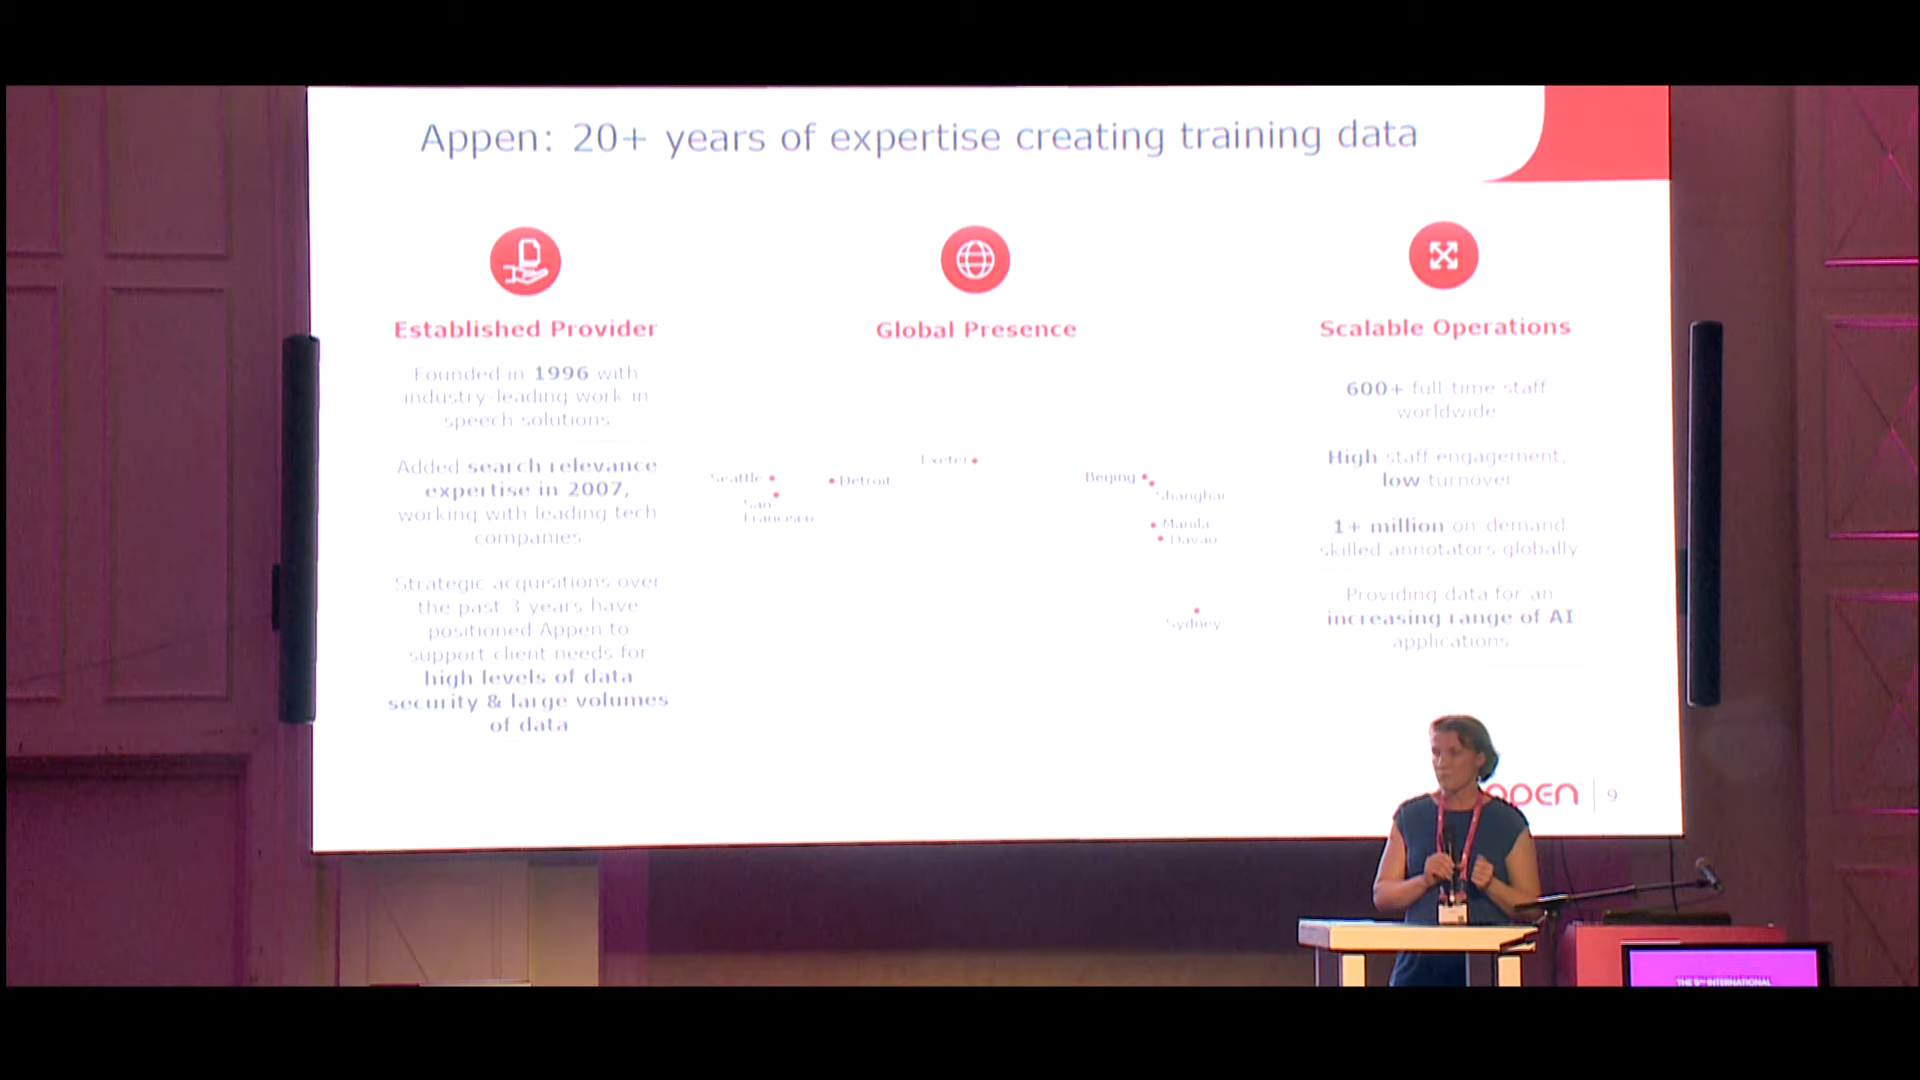 Appen: 20+ years of expertise creating training data
Established Provider
Founded in 1996 with
industry-leading work in
speech solutions
Added search relevance
expertise in 2007,
working with leading tech
companies
Strategic acquisitions over
the past 3 years have
positioned Appen to
support client needs for
high levels of data
security & large volumes
of data
Global Presence
Seattle
San
Francisco
Detroit
Exeter
Beijing
Shanghai
Manila
Davao
Sydney
Scalable Operations
600+ full-time staff
worldwide
High staff engagement,
low turnover
1+ million on-demand
skilled annotators globally
Providing data for an
increasing range of AI
applications
appen
9
THE 5TH INTERNATIONAL